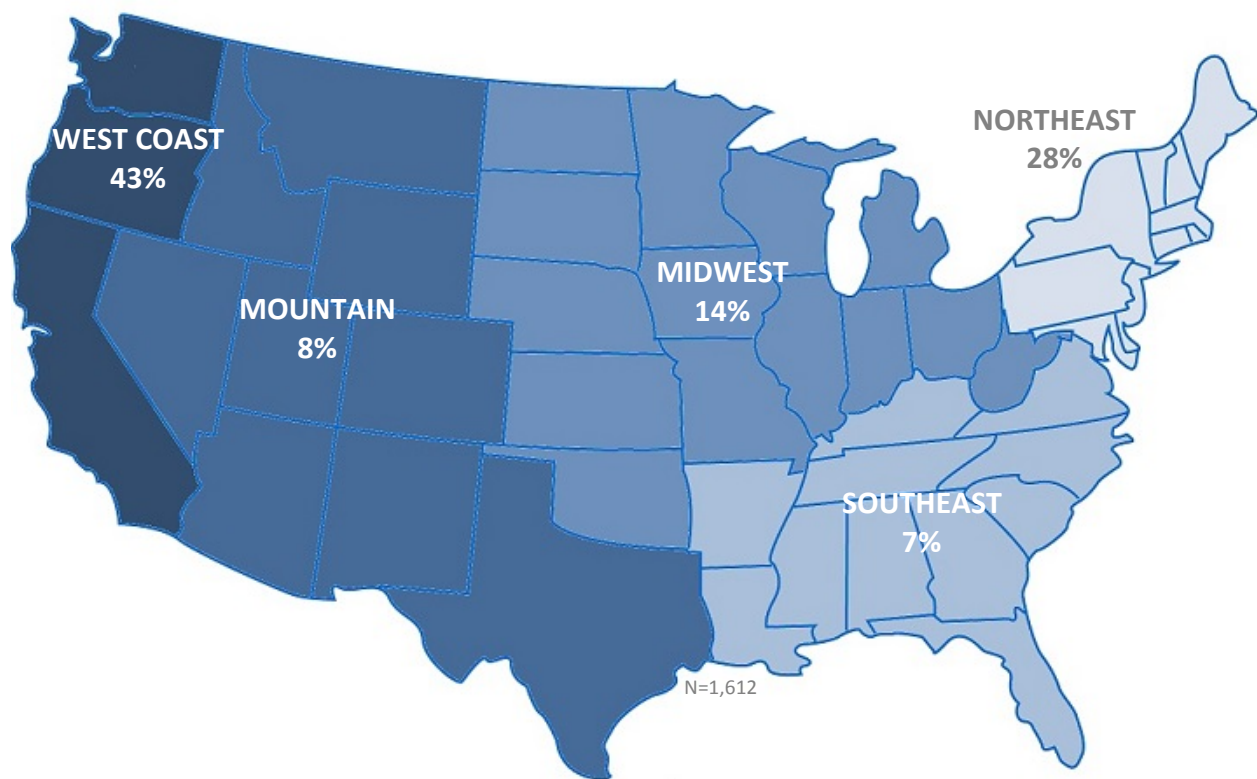 WEST COAST
43%
NORTHEAST
28%
MOUNTAIN
8%
MIDWEST
14%
SOUTHEAST
7%
N=1,612